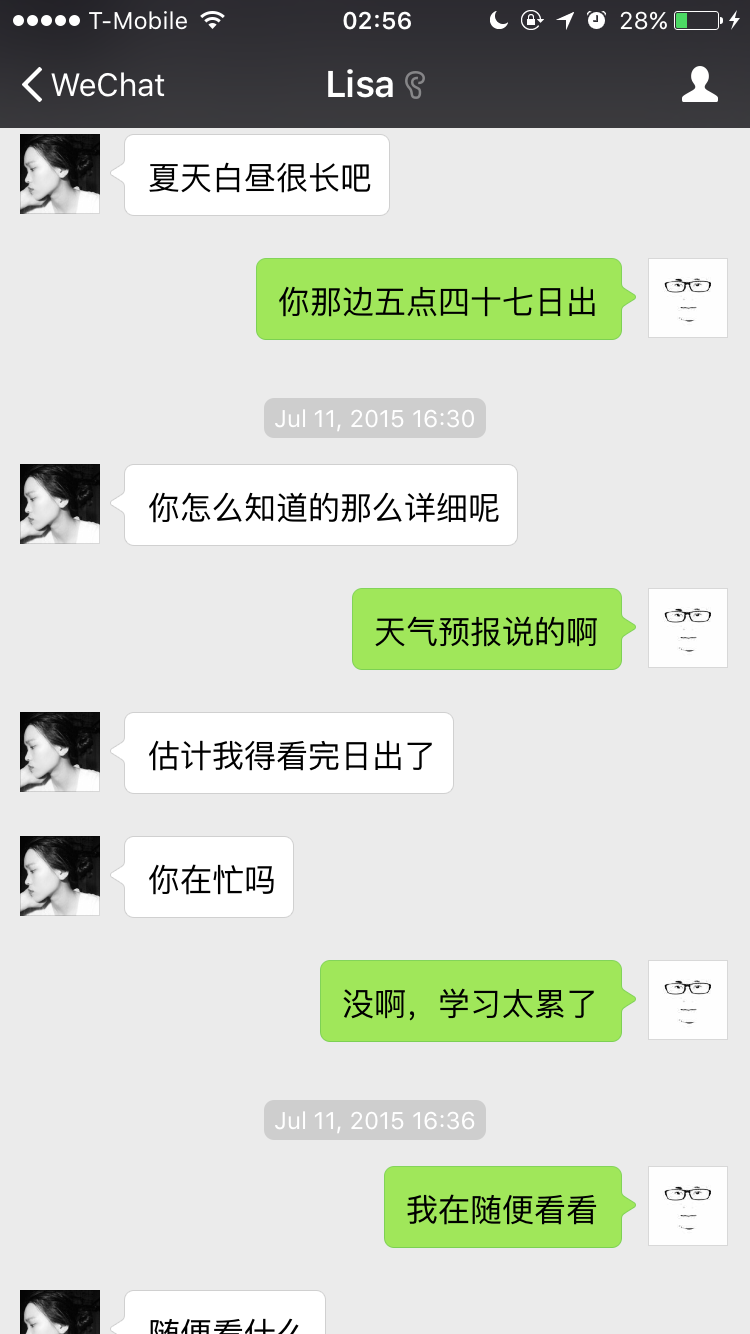 T-Mobile 02:56 28%
WeChat Lisa
夏天白昼很长吧
你那边五点四十七日出
Jul 11, 2015 16:30
你怎么知道的那么详细呢
天气预报说的啊
估计我得看完日出了
你在忙吗
没啊，学习太累了
Jul 11, 2015 16:36
我在随便看看
随便看什么